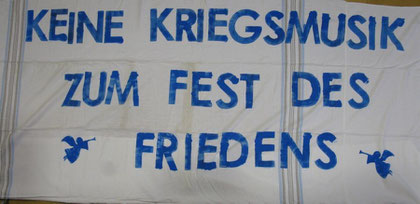 KEINE KRIEGSMUSIK
ZUM FEST DES
FRIEDENS